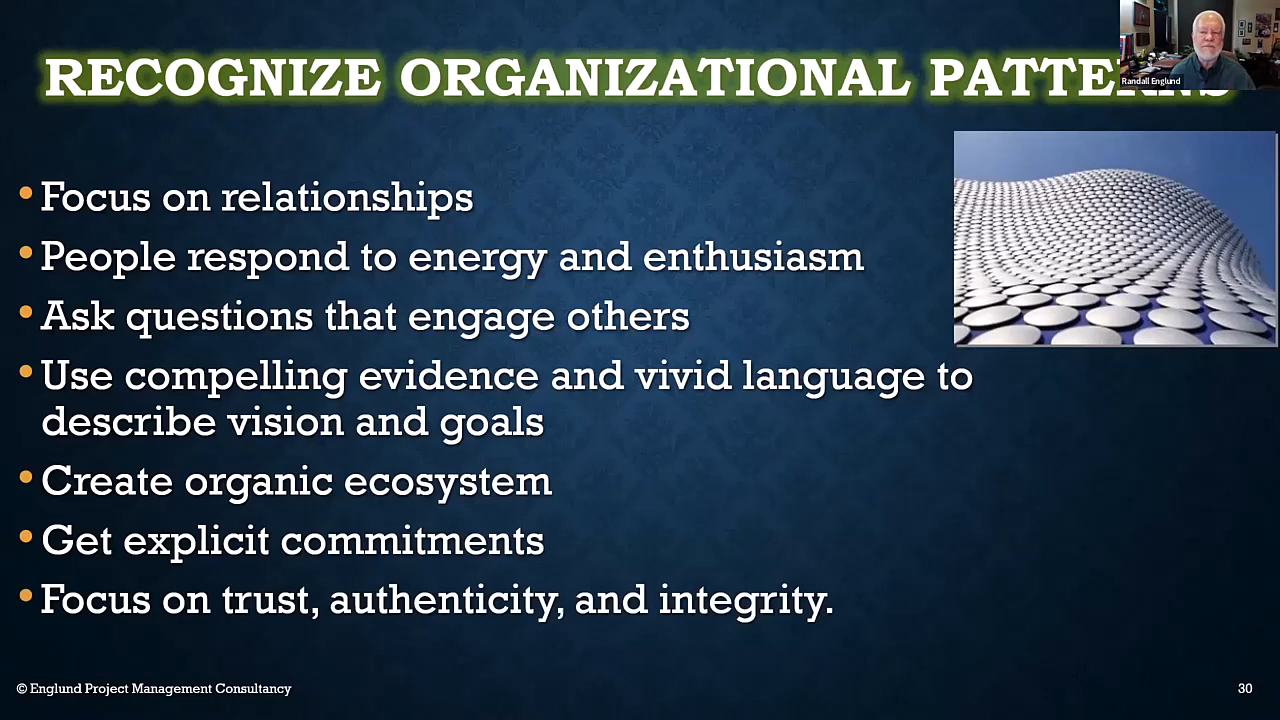 RECOGNIZE ORGANIZATIONAL PATTERNS
Randall Englund
• Focus on relationships
• People respond to energy and enthusiasm
• Ask questions that engage others
• Use compelling evidence and vivid language to
describe vision and goals
• Create organic ecosystem
• Get explicit commitments
• Focus on trust, authenticity, and integrity.
© Englund Project Management Consultancy
30